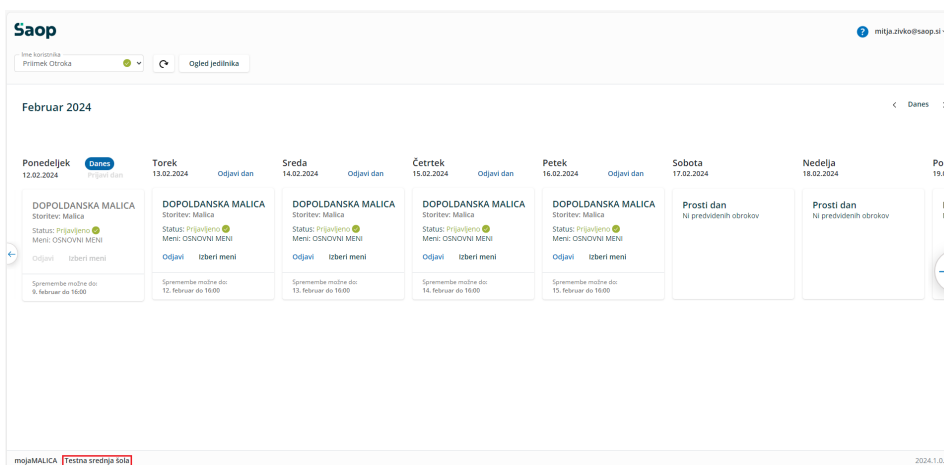 Saop
mitja.zivko@saop.si
Ime koristnika
Priimek Otroka
Ogled jedilnika
Februar 2024
Danes
Ponedeljek Danes
12.02.2024 Prijavi dan
DOPOLDANSKA MALICA
Storitev: Malica
Status: Prijavljeno
Meni: OSNOVNI MENI
Odjavi Izberi meni
Spremembe možne do:
9. februar do 16:00
Torek
13.02.2024 Odjavi dan
DOPOLDANSKA MALICA
Storitev: Malica
Status: Prijavljeno
Meni: OSNOVNI MENI
Odjavi Izberi meni
Spremembe možne do:
12. februar do 16:00
Sreda
14.02.2024 Odjavi dan
DOPOLDANSKA MALICA
Storitev: Malica
Status: Prijavljeno
Meni: OSNOVNI MENI
Odjavi Izberi meni
Spremembe možne do:
13. februar do 16:00
Četrtek
15.02.2024 Odjavi dan
DOPOLDANSKA MALICA
Storitev: Malica
Status: Prijavljeno
Meni: OSNOVNI MENI
Odjavi Izberi meni
Spremembe možne do:
14. februar do 16:00
Petek
16.02.2024 Odjavi dan
DOPOLDANSKA MALICA
Storitev: Malica
Status: Prijavljeno
Meni: OSNOVNI MENI
Odjavi Izberi meni
Spremembe možne do:
15. februar do 16:00
Sobota
17.02.2024
Prosti dan
Ni predvidenih obrokov
Nedelja
18.02.2024
Prosti dan
Ni predvidenih obrokov
Po
19.0
mojaMALICA Testna srednja šola
2024.1.0.